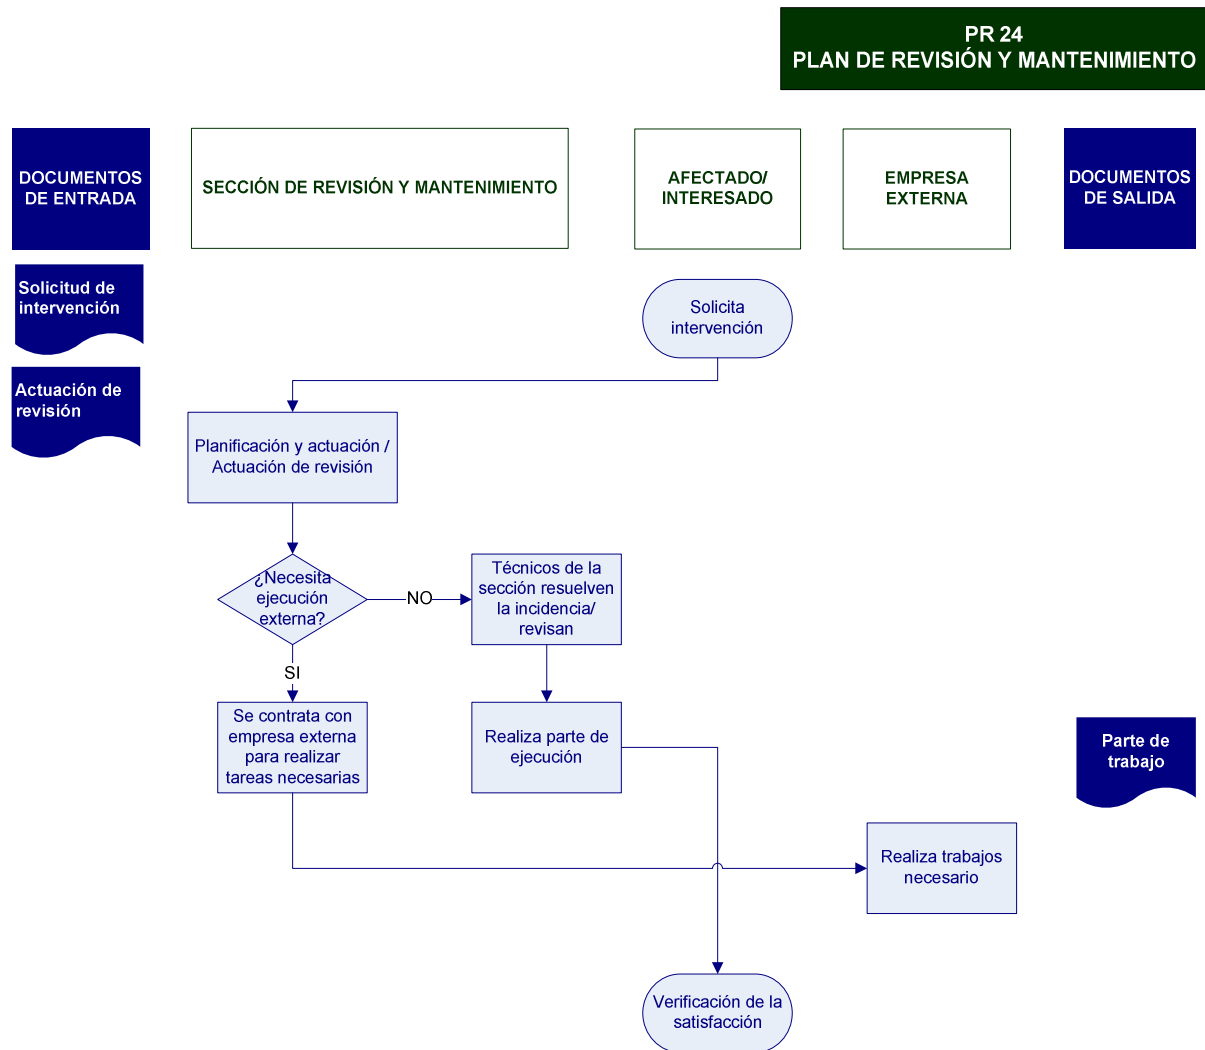 PR 24
PLAN DE REVISIÓN Y MANTENIMIENTO
DOCUMENTOS
DE ENTRADA
SECCIÓN DE REVISIÓN Y MANTENIMIENTO
AFECTADO/
INTERESADO
EMPRESA
EXTERNA
DOCUMENTOS
DE SALIDA
Solicitud de
intervención
Solicita
intervención
Actuación de
revisión
Planificación y actuación /
Actuación de revisión
¿Necesita
ejecución
externa?
NO
Técnicos de la
sección resuelven
la incidencia/
revisan
SI
Se contrata con
empresa externa
para realizar
tareas necesarias
Realiza parte de
ejecución
Parte de
trabajo
Realiza trabajos
necesario
Verificación de la
satisfacción